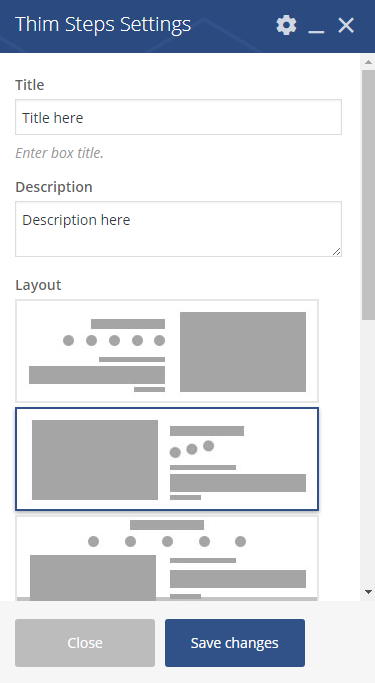 Thim Steps Settings
Title
Title here
Enter box title.
Description
Description here
Layout
Close
Save changes